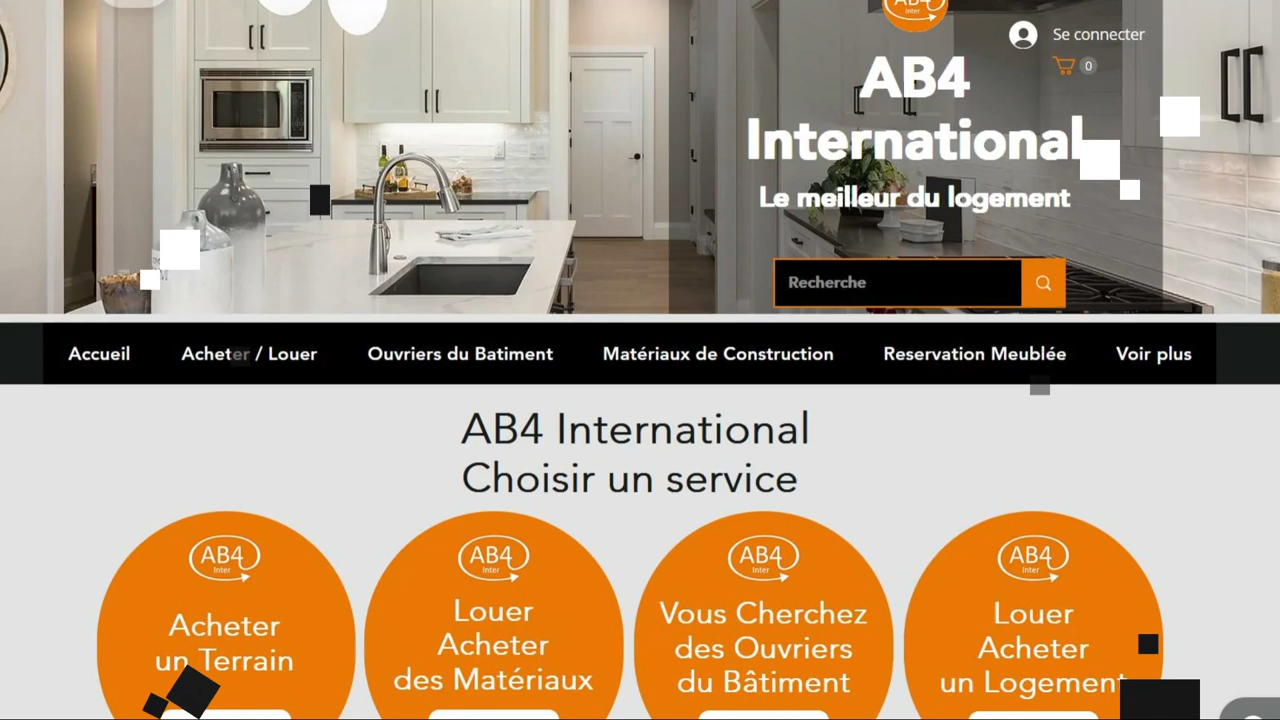 AB4
Inter
Se connecter
0
AB4
International
Le meilleur du logement
Recherche
Accueil
Acheter / Louer
Ouvriers du Batiment
Matériaux de Construction
Reservation Meublée
Voir plus
AB4 International
Choisir un service
AB4
Inter
Acheter
un Terrain
AB4
Inter
Louer
Acheter
des Matériaux
AB4
Inter
Vous Cherchez
des Ouvriers
du Bâtiment
AB4
Inter
Louer
Acheter
un Logement